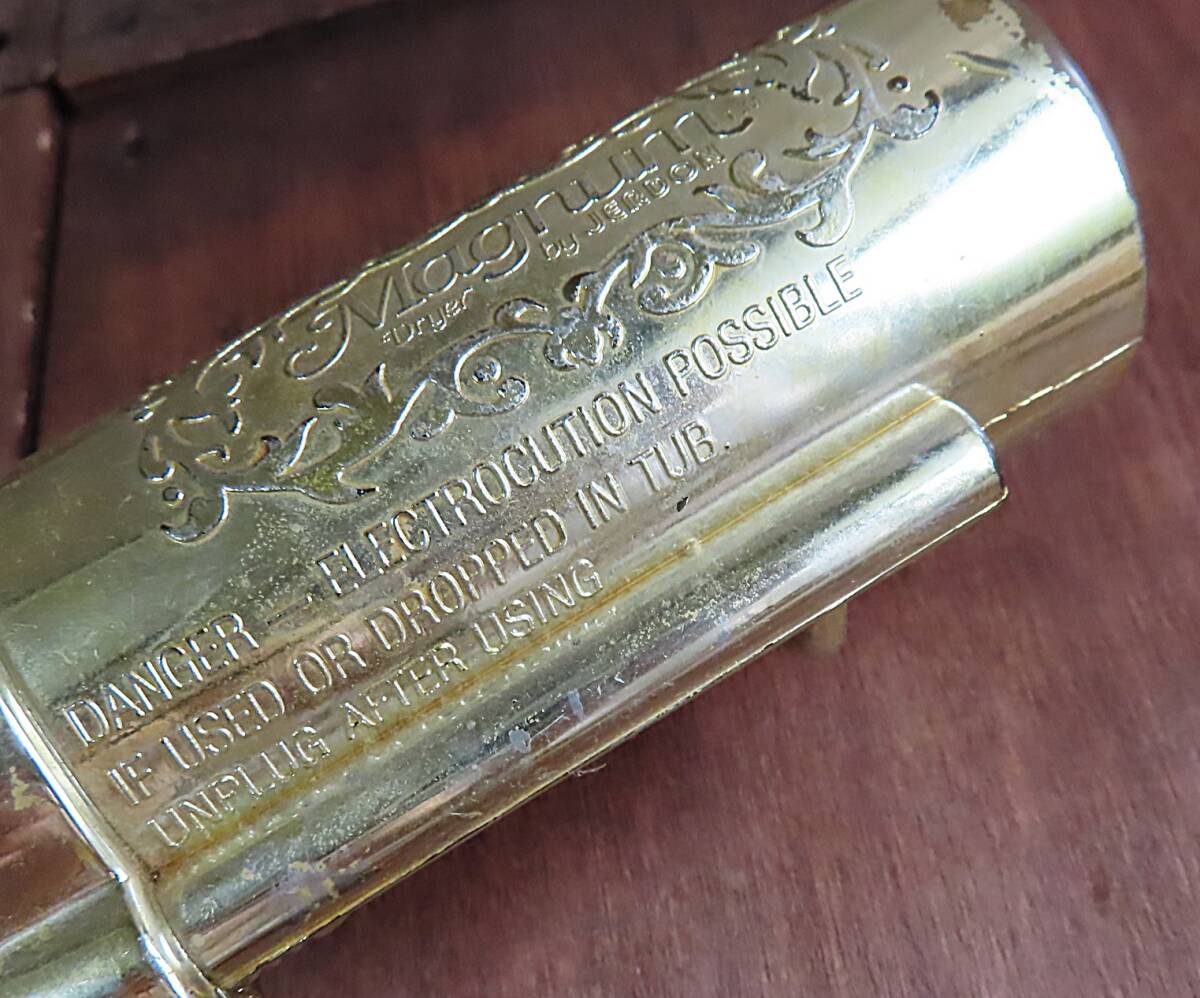 Magnum
Dryer by JERDON
DANGER — ELECTROCUTION POSSIBLE
IF USED OR DROPPED IN TUB.
UNPLUG AFTER USING